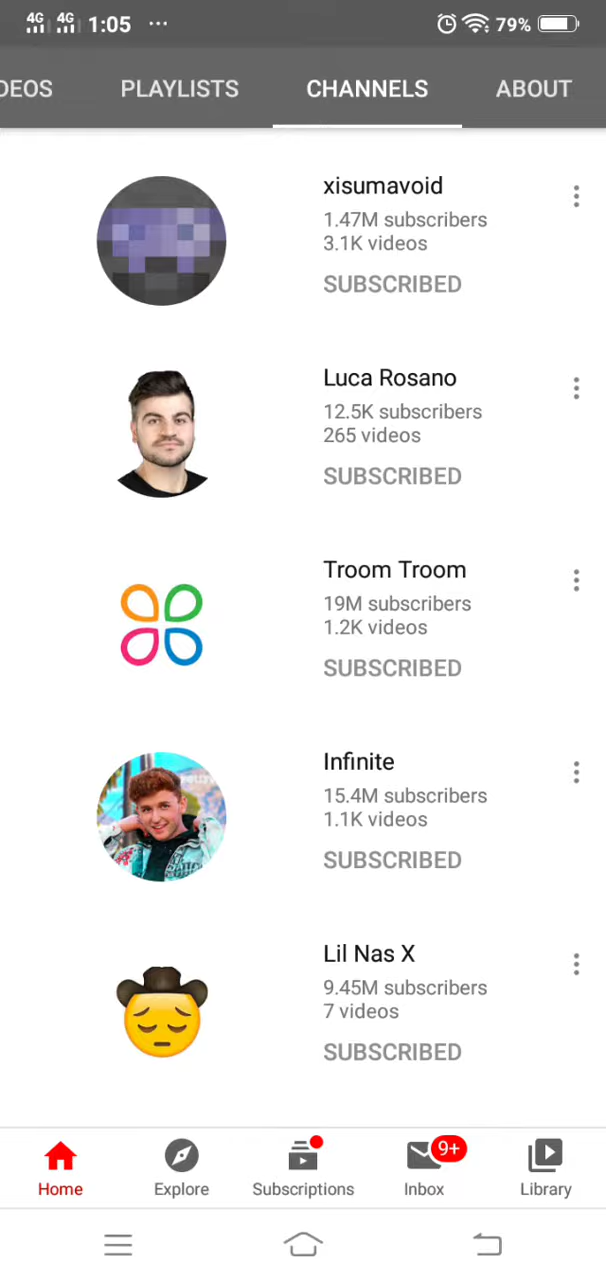 4G 4G 1:05 ··· 79%
DEOS PLAYLISTS CHANNELS ABOUT
xisumavoid
1.47M subscribers
3.1K videos
SUBSCRIBED
Luca Rosano
12.5K subscribers
265 videos
SUBSCRIBED
Troom Troom
19M subscribers
1.2K videos
SUBSCRIBED
Infinite
15.4M subscribers
1.1K videos
SUBSCRIBED
Lil Nas X
9.45M subscribers
7 videos
SUBSCRIBED
9+
Home Explore Subscriptions Inbox Library